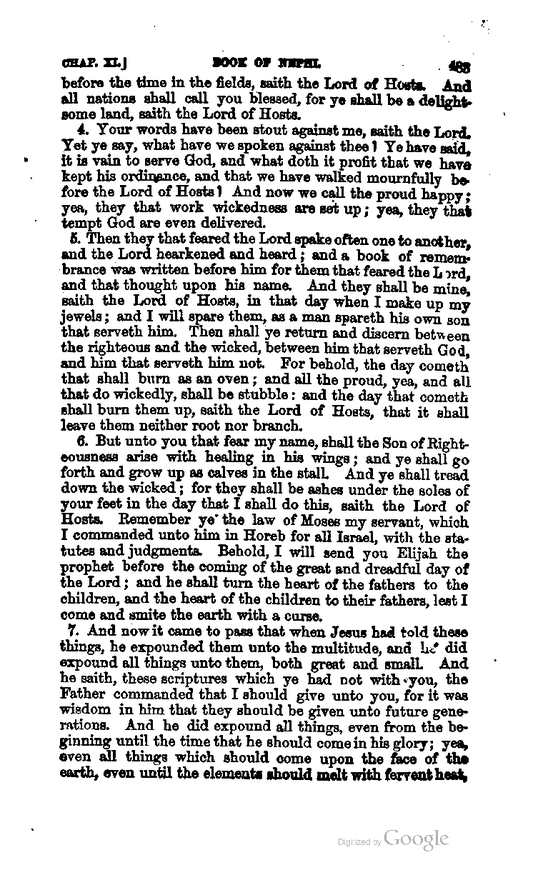 CHAP. XI.] BOOK OF NEPHI. 483
before the time in the fields, saith the Lord of Hosts. And
all nations shall call you blessed, for ye shall be a delight-
some land, saith the Lord of Hosts.
4. Your words have been stout against me, saith the Lord.
Yet ye say, what have we spoken against thee? Ye have said,
it is vain to serve God, and what doth it profit that we have
kept his ordinance, and that we have walked mournfully be-
fore the Lord of Hosts? And now we call the proud happy;
yea, they that work wickedness are set up; yea, they that
tempt God are even delivered.
5. Then they that feared the Lord spake often one to another,
and the Lord hearkened and heard; and a book of remem-
brance was written before him for them that feared the Lord,
and that thought upon his name. And they shall be mine,
saith the Lord of Hosts, in that day when I make up my
jewels; and I will spare them, as a man spareth his own son
that serveth him. Then shall ye return and discern between
the righteous and the wicked, between him that serveth God,
and him that serveth him not. For behold, the day cometh
that shall burn as an oven; and all the proud, yea, and all
that do wickedly, shall be stubble: and the day that cometh
shall burn them up, saith the Lord of Hosts, that it shall
leave them neither root nor branch.
6. But unto you that fear my name, shall the Son of Right-
eousness arise with healing in his wings; and ye shall go
forth and grow up as calves in the stall. And ye shall tread
down the wicked; for they shall be ashes under the soles of
your feet in the day that I shall do this, saith the Lord of
Hosts. Remember ye the law of Moses my servant, which
I commanded unto him in Horeb for all Israel, with the sta-
tutes and judgments. Behold, I will send you Elijah the
prophet before the coming of the great and dreadful day of
the Lord; and he shall turn the heart of the fathers to the
children, and the heart of the children to their fathers, lest I
come and smite the earth with a curse.
7. And now it came to pass that when Jesus had told these
things, he expounded them unto the multitude, and he did
expound all things unto them, both great and small. And
he saith, these scriptures which ye had not with you, the
Father commanded that I should give unto you, for it was
wisdom in him that they should be given unto future gene-
rations. And he did expound all things, even from the be-
ginning until the time that he should come in his glory; yea,
even all things which should come upon the face of the
earth, even until the elements should melt with fervent heat,
Digitized by Google